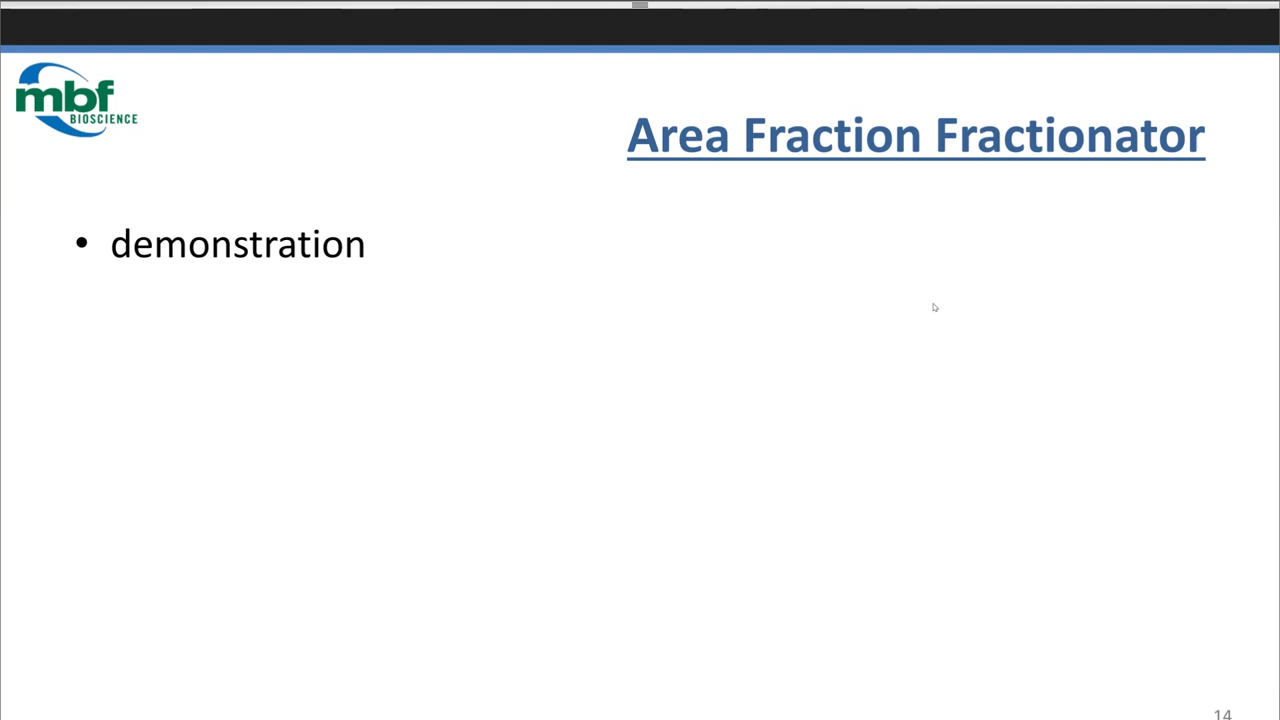 mbf
BIOSCIENCE
Area Fraction Fractionator
• demonstration
14